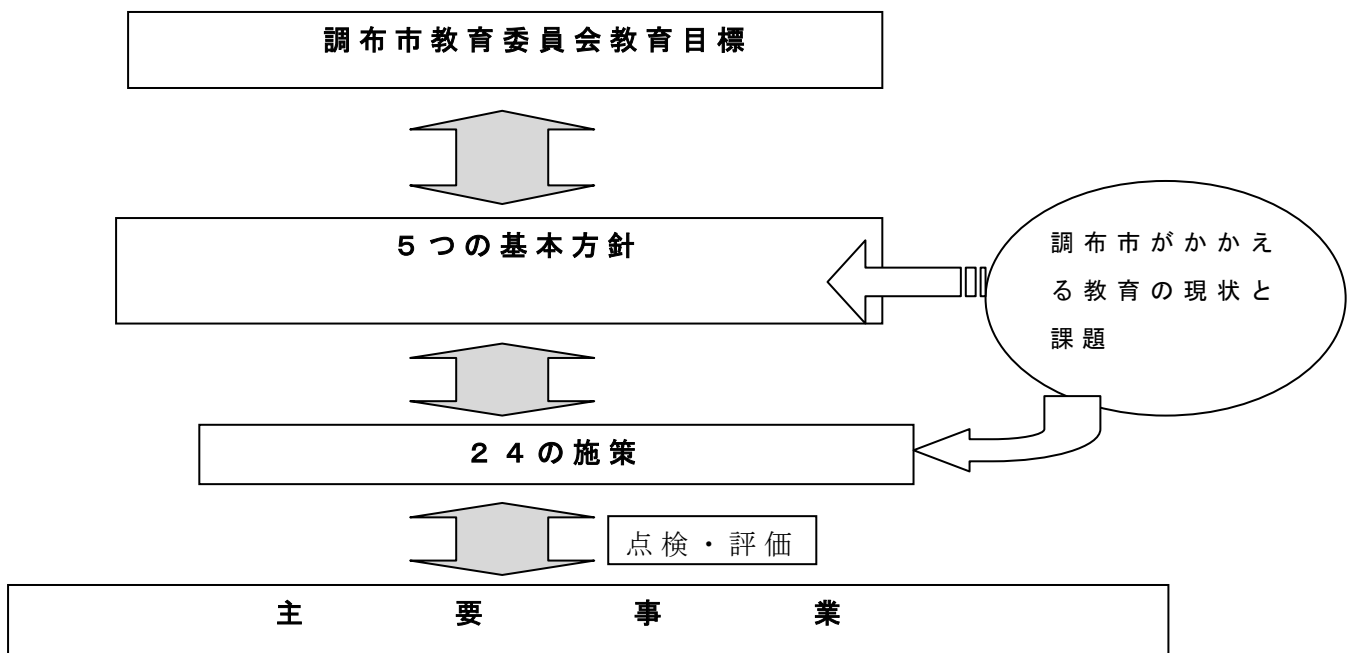 調布市教育委員会教育目標
５つの基本方針
調布市がかかえ
る教育の現状と
課題
２４の施策
点検・評価
主要事業